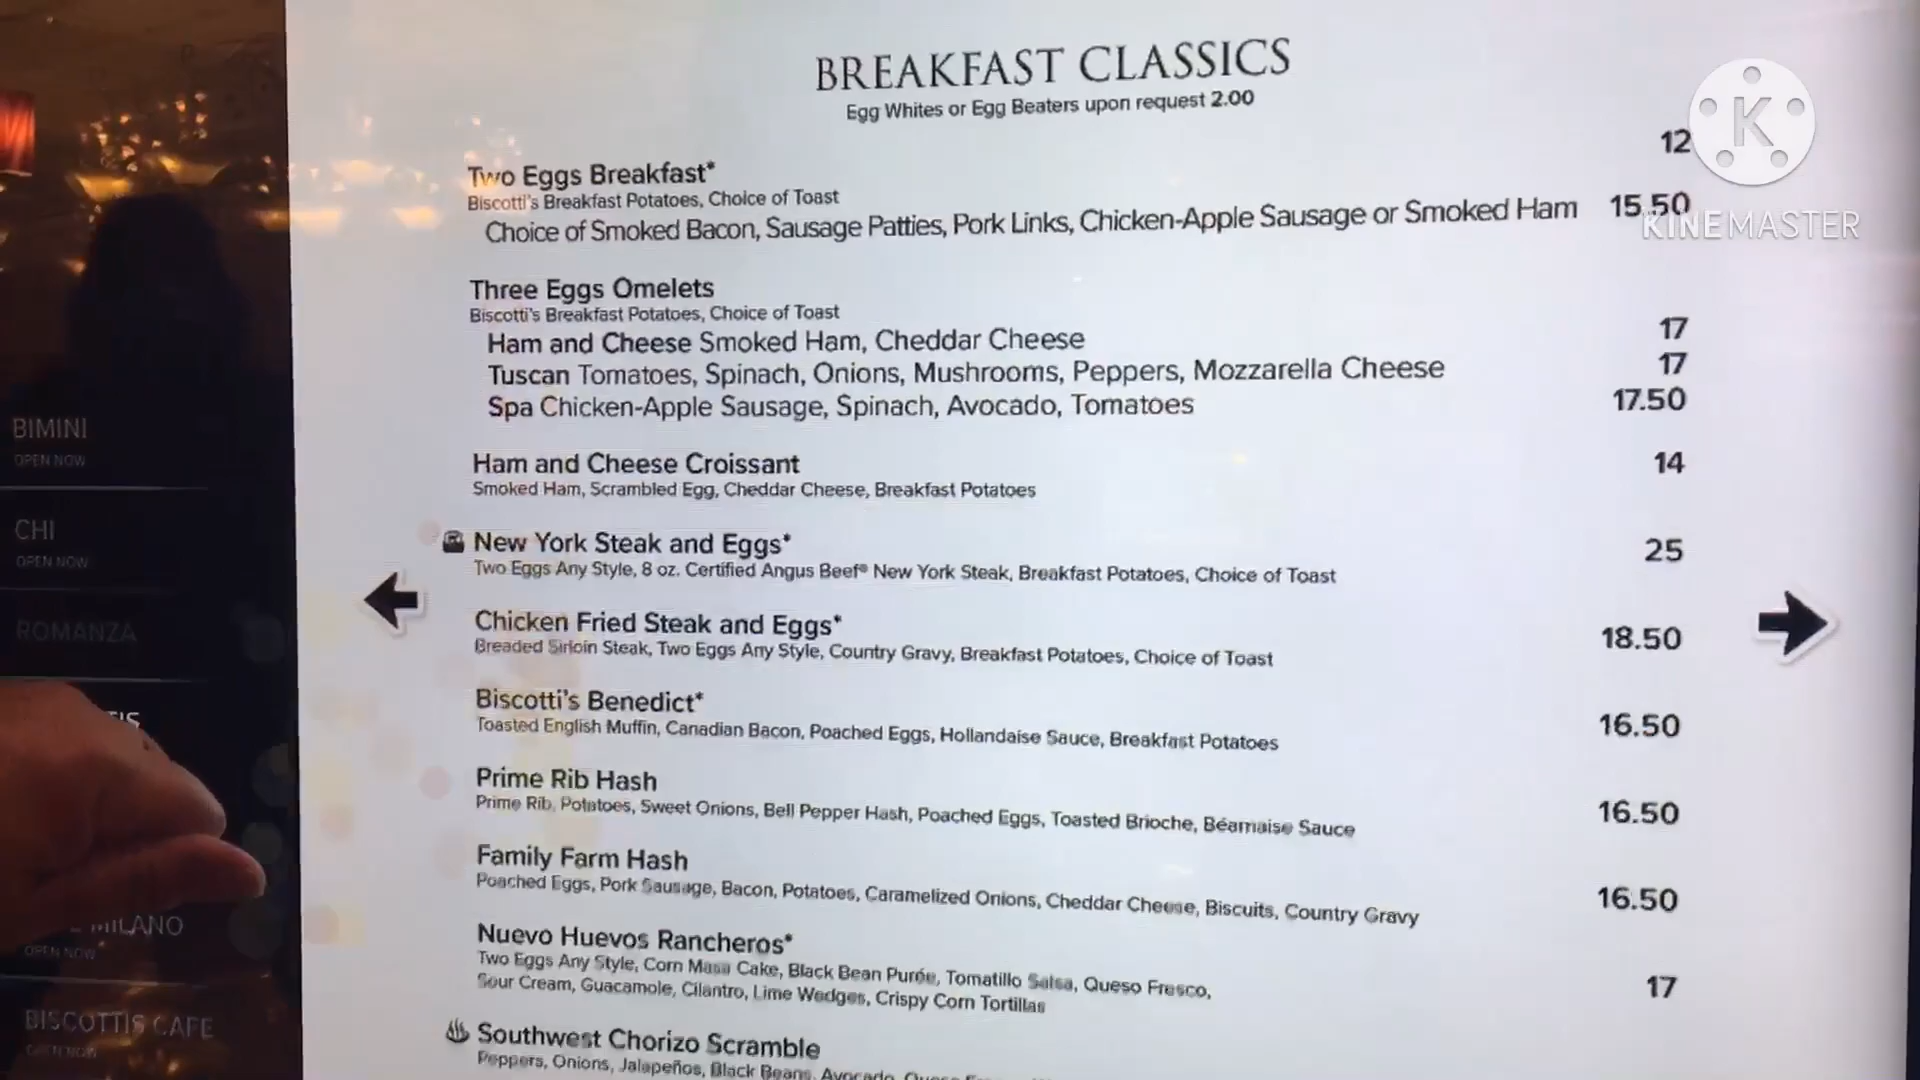 BREAKFAST CLASSICS
Egg Whites or Egg Beaters upon request 2.00
Two Eggs Breakfast* 12
Biscotti's Breakfast Potatoes, Choice of Toast
Choice of Smoked Bacon, Sausage Patties, Pork Links, Chicken-Apple Sausage or Smoked Ham 15.50
Three Eggs Omelets
Biscotti's Breakfast Potatoes, Choice of Toast
Ham and Cheese Smoked Ham, Cheddar Cheese 17
Tuscan Tomatoes, Spinach, Onions, Mushrooms, Peppers, Mozzarella Cheese 17
Spa Chicken-Apple Sausage, Spinach, Avocado, Tomatoes 17.50
Ham and Cheese Croissant 14
Smoked Ham, Scrambled Egg, Cheddar Cheese, Breakfast Potatoes
New York Steak and Eggs* 25
Two Eggs Any Style, 8 oz. Certified Angus Beef® New York Steak, Breakfast Potatoes, Choice of Toast
Chicken Fried Steak and Eggs* 18.50
Breaded Sirloin Steak, Two Eggs Any Style, Country Gravy, Breakfast Potatoes, Choice of Toast
Biscotti's Benedict* 16.50
Toasted English Muffin, Canadian Bacon, Poached Eggs, Hollandaise Sauce, Breakfast Potatoes
Prime Rib Hash 16.50
Prime Rib, Potatoes, Sweet Onions, Bell Pepper Hash, Poached Eggs, Toasted Brioche, Béarnaise Sauce
Family Farm Hash 16.50
Poached Eggs, Pork Sausage, Bacon, Potatoes, Caramelized Onions, Cheddar Cheese, Biscuits, Country Gravy
Nuevo Huevos Rancheros* 17
Two Eggs Any Style, Corn Masa Cake, Black Bean Purée, Tomatillo Salsa, Queso Fresco,
Sour Cream, Guacamole, Cilantro, Lime Wedges, Crispy Corn Tortillas
Southwest Chorizo Scramble
Peppers, Onions, Jalapeños, Black Beans, Avocado,
BIMINI
OPEN NOW
CHI
OPEN NOW
ROMANZA
MILANO
OPEN NOW
BISCOTTIS CAFE
OPEN NOW
K
KINEMASTER